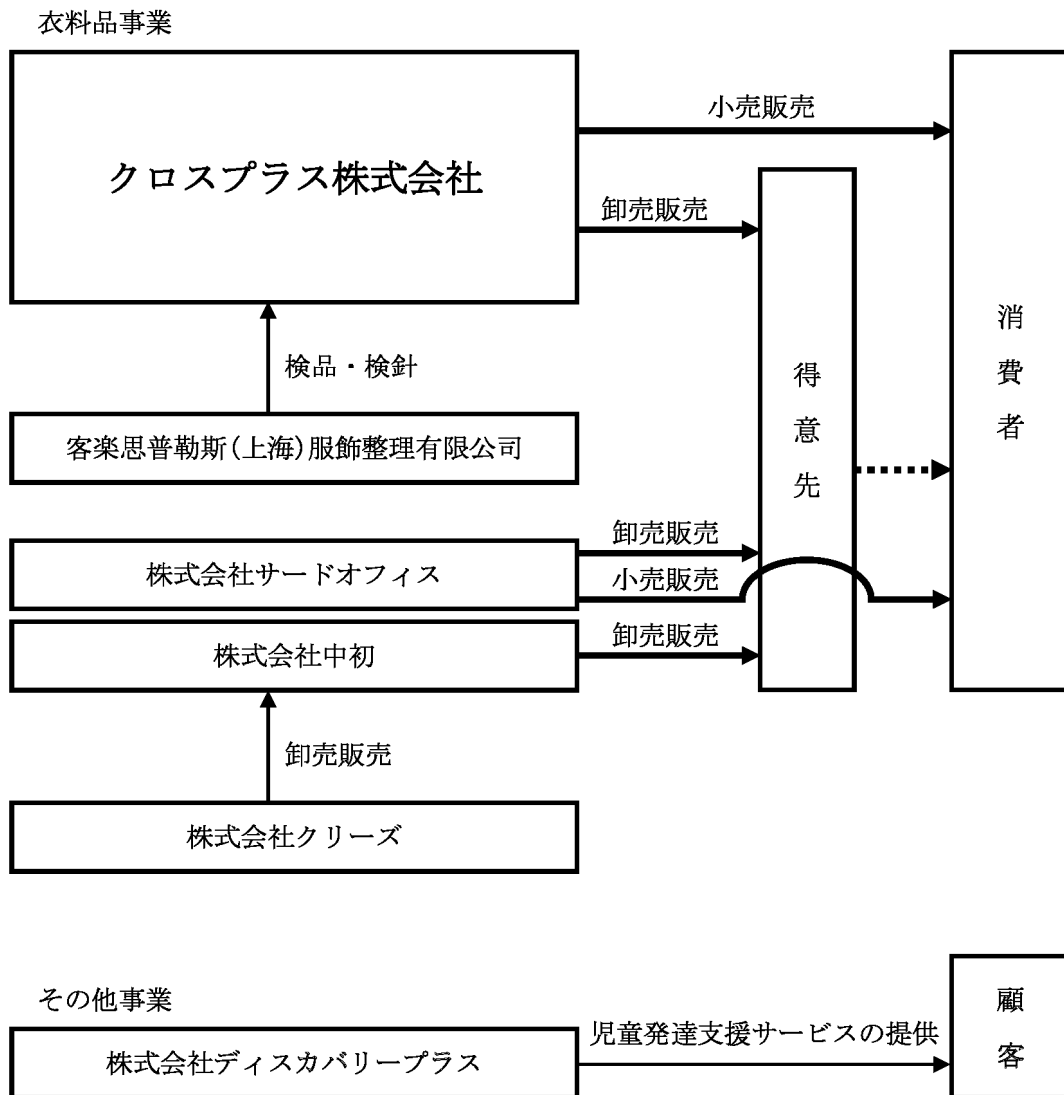 衣料品事業
クロスプラス株式会社
小売販売
卸売販売
検品・検針
客楽思普勒斯(上海)服飾整理有限公司
得意先
消費者
株式会社サードオフィス
卸売販売
小売販売
株式会社中初
卸売販売
卸売販売
株式会社クリーズ
その他事業
株式会社ディスカバリープラス
児童発達支援サービスの提供
顧客